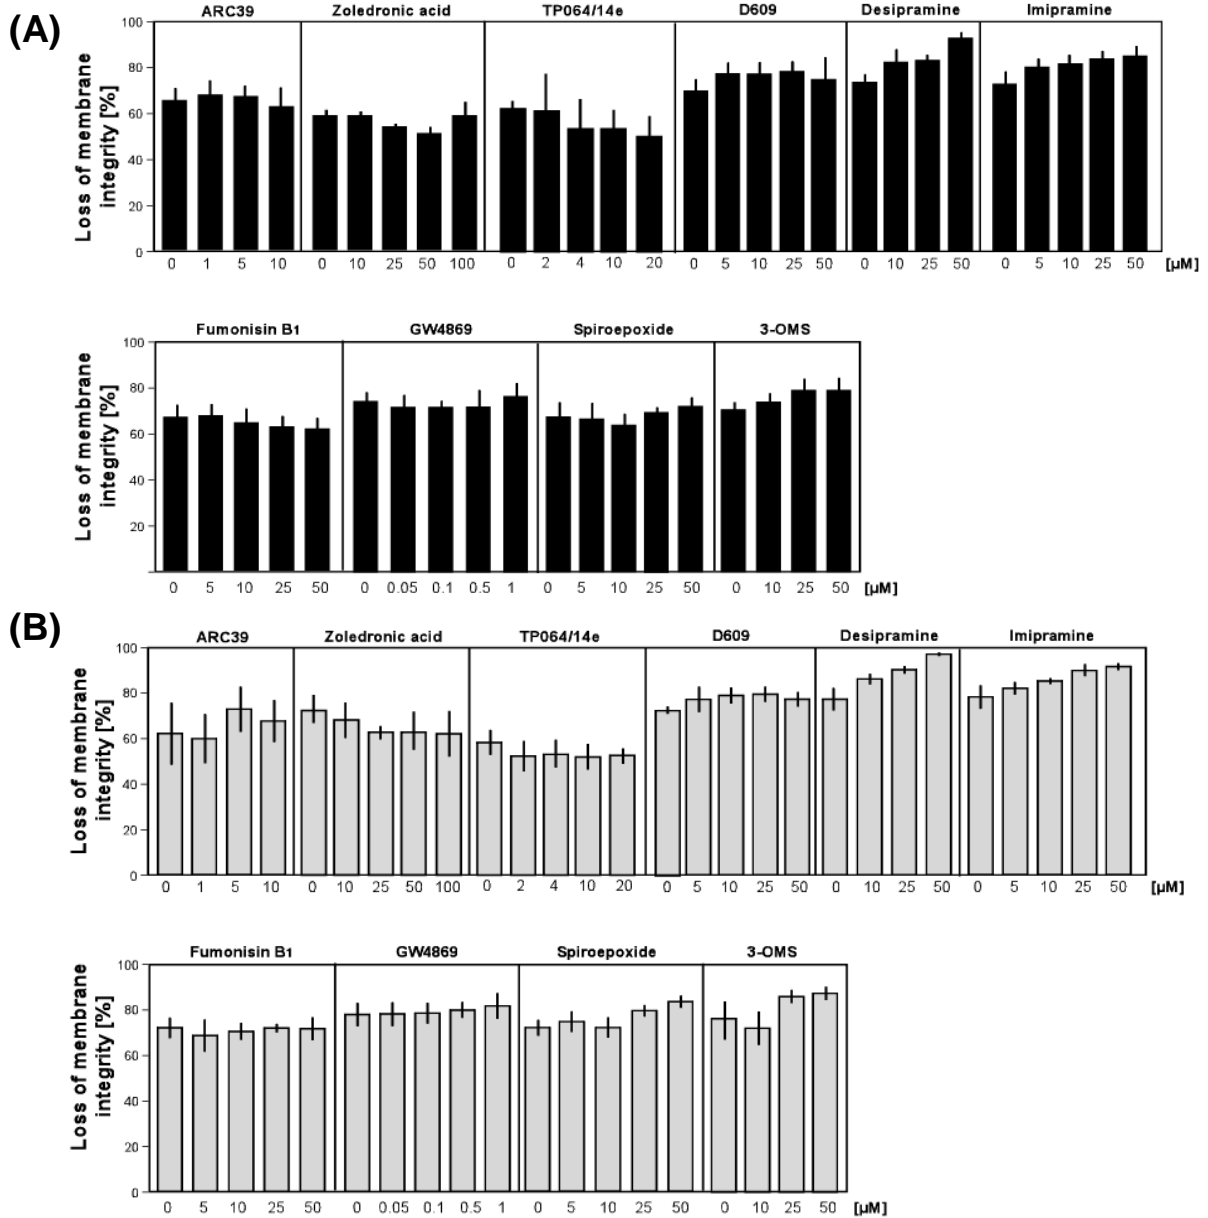 (A)
ARC39 Zoledronic acid TP064/14e D609 Desipramine Imipramine
Loss of membrane
integrity [%]
100
80
60
40
20
0
0 1 5 10 0 10 25 50 100 0 2 4 10 20 0 5 10 25 50 0 10 25 50 0 5 10 25 50 [µM]
Fumonisin B1 GW4869 Spiroepoxide 3-OMS
Loss of membrane
integrity [%]
100
80
60
40
20
0 5 10 25 50 0 0.05 0.1 0.5 1 0 5 10 25 50 0 10 25 50 [µM]
(B)
ARC39 Zoledronic acid TP064/14e D609 Desipramine Imipramine
Loss of membrane
integrity [%]
100
80
60
40
20
0
0 1 5 10 0 10 25 50 100 0 2 4 10 20 0 5 10 25 50 0 10 25 50 0 5 10 25 50 [µM]
Fumonisin B1 GW4869 Spiroepoxide 3-OMS
Loss of membrane
integrity [%]
100
80
60
40
20
0
0 5 10 25 50 0 0.05 0.1 0.5 1 0 5 10 25 50 0 10 25 50 [µM]